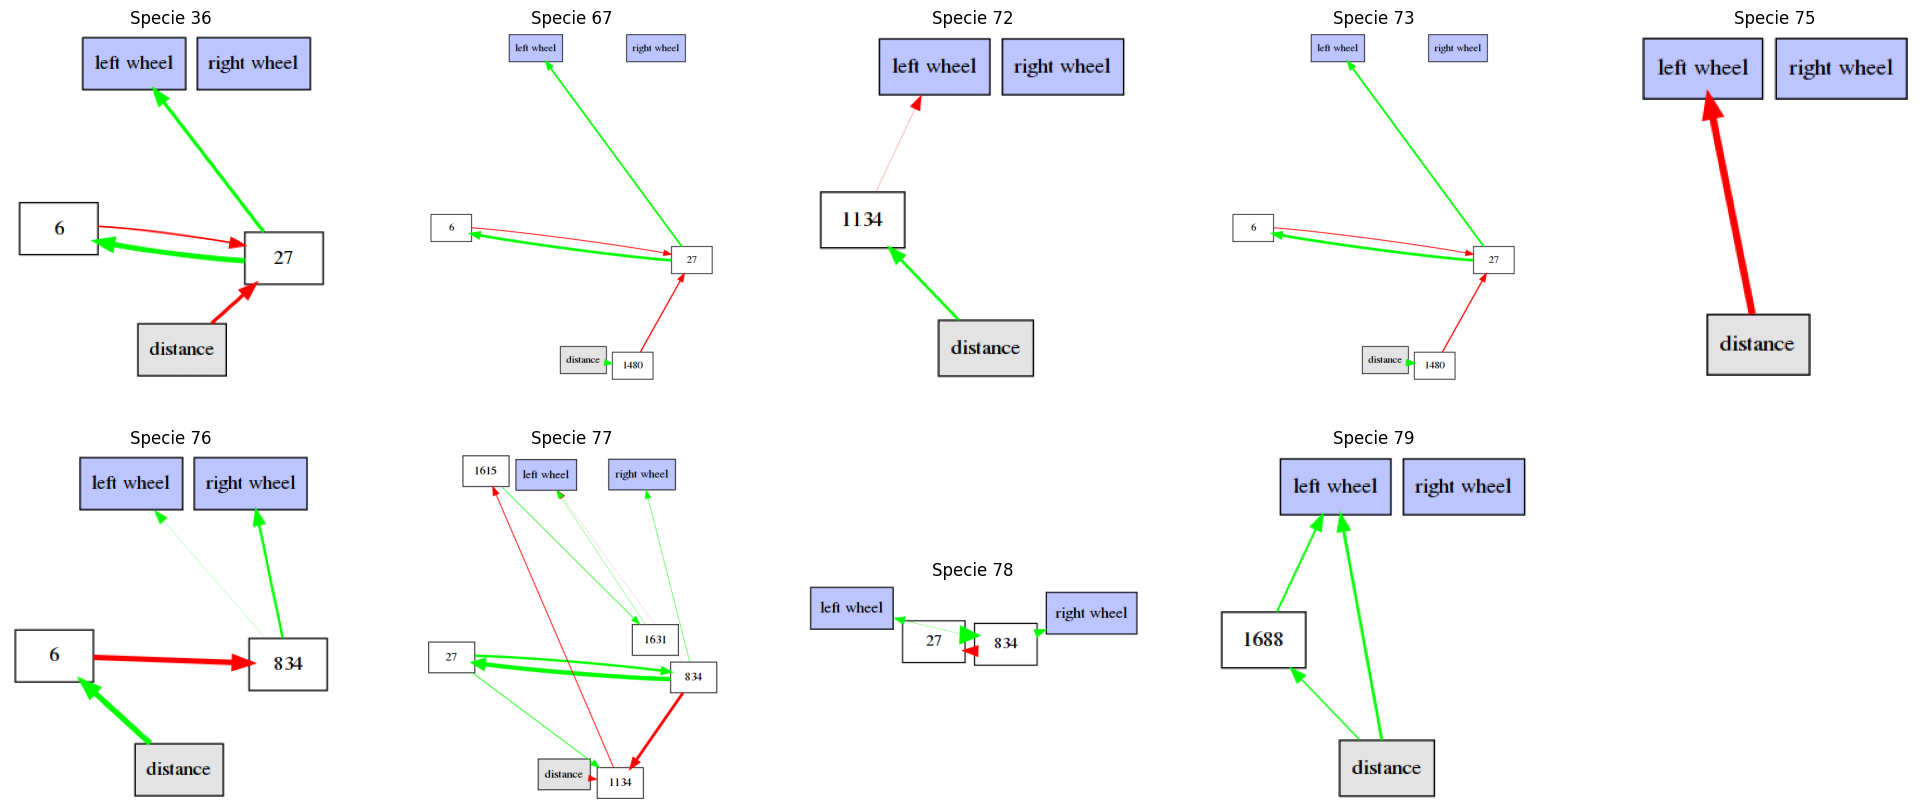 Specie 36
left wheel
right wheel
6
27
distance
Specie 67
left wheel
right wheel
6
27
distance
1480
Specie 72
left wheel
right wheel
1134
distance
Specie 73
left wheel
right wheel
6
27
distance
1480
Specie 75
left wheel
right wheel
distance
Specie 76
left wheel
right wheel
6
834
distance
Specie 77
1615
left wheel
right wheel
1631
27
834
distance
1134
Specie 78
left wheel
right wheel
27
834
Specie 79
left wheel
right wheel
1688
distance